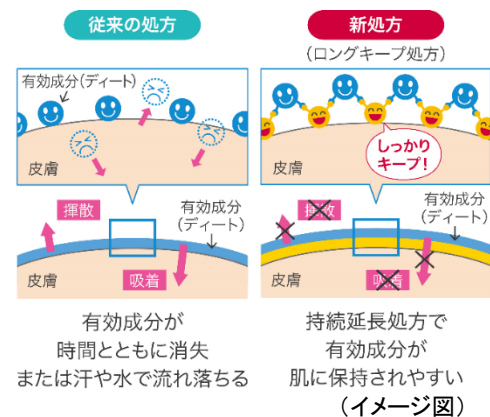 従来の処方
有効成分(ディート)
皮膚
揮散
有効成分
(ディート)
皮膚
吸着
有効成分が
時間とともに消失
または汗や水で流れ落ちる
新処方
(ロングキープ処方)
しっかり
キープ!
皮膚
揮散
有効成分
(ディート)
皮膚
吸着
持続延長処方で
有効成分が
肌に保持されやすい
(イメージ図)